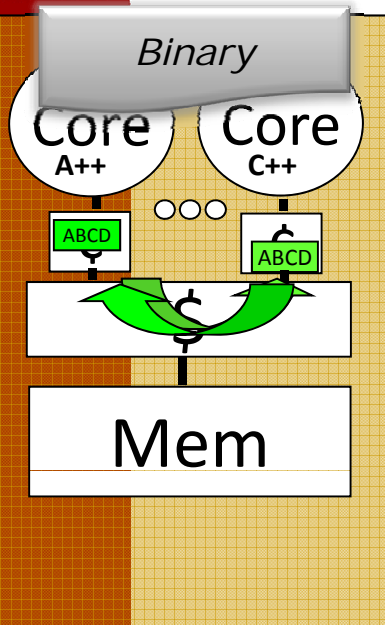 Binary
Core Core
A++ C++
$ $
ABCD ABCD
$
Mem